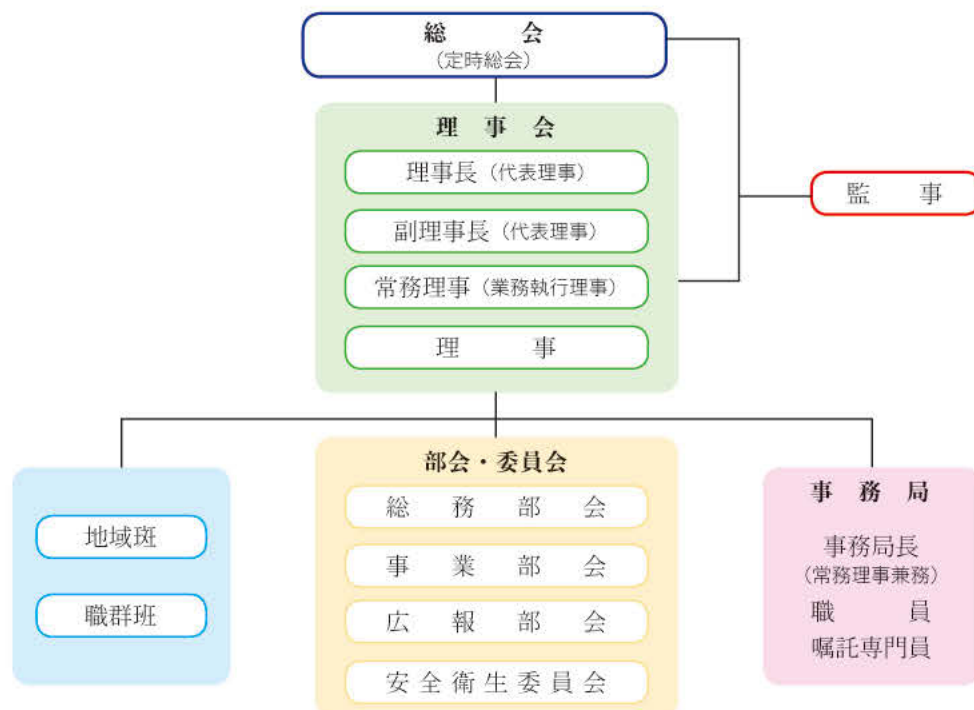 総会
(定時総会)
理事会
理事長(代表理事)
副理事長(代表理事)
常務理事(業務執行理事)
理事
監事
地域斑
職群班
部会・委員会
総務部会
事業部会
広報部会
安全衛生委員会
事務局
事務局長
(常務理事兼務)
職員
嘱託専門員